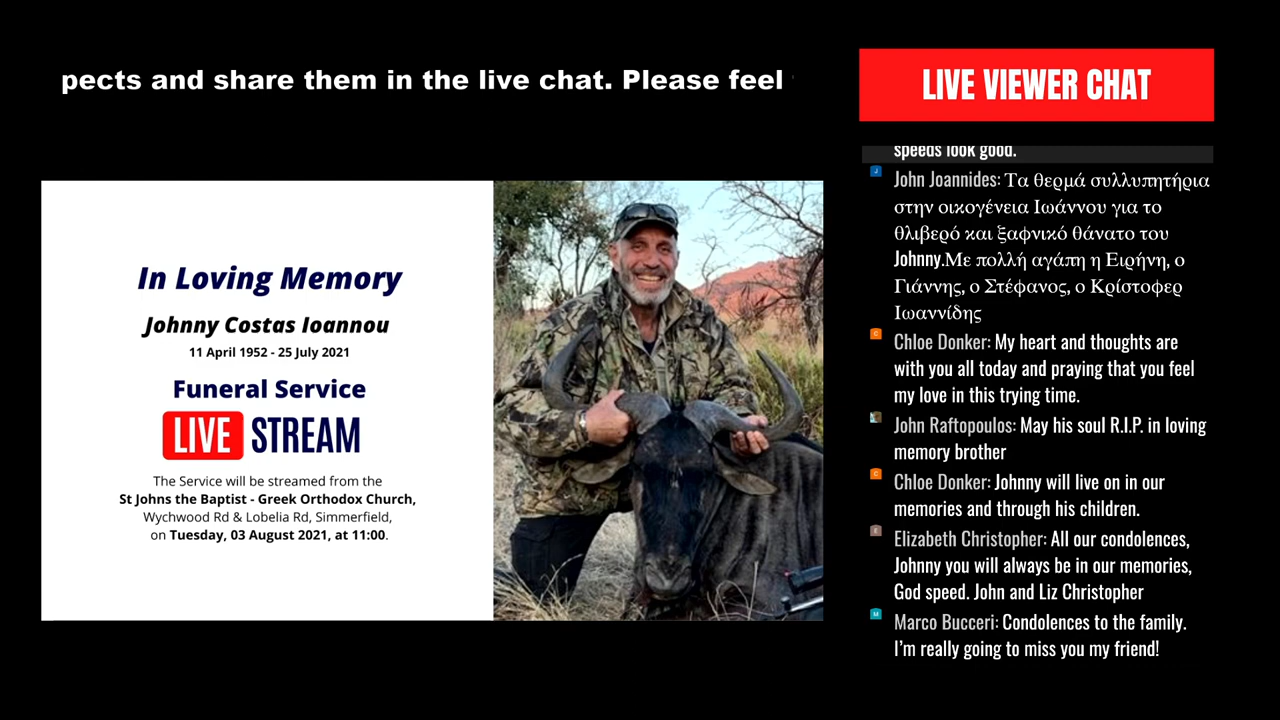 pects and share them in the live chat. Please feel
LIVE VIEWER CHAT
In Loving Memory
Johnny Costas Ioannou
11 April 1952 - 25 July 2021
Funeral Service
LIVE STREAM
The Service will be streamed from the
St Johns the Baptist - Greek Orthodox Church,
Wychwood Rd & Lobelia Rd, Simmerfield,
on Tuesday, 03 August 2021, at 11:00.
speeds look good.
John Joannides: Τα θερμά συλλυπητήρια
στην οικογένεια Ιωάννου για το
θλιβερό και ξαφνικό θάνατο του
Johnny.Με πολλή αγάπη η Ειρήνη, ο
Γιάννης, ο Στέφανος, ο Κρίστοφερ
Ιωαννίδης
Chloe Donker: My heart and thoughts are
with you all today and praying that you feel
my love in this trying time.
John Raftopoulos: May his soul R.I.P. in loving
memory brother
Chloe Donker: Johnny will live on in our
memories and through his children.
Elizabeth Christopher: All our condolences,
Johnny you will always be in our memories,
God speed. John and Liz Christopher
Marco Bucceri: Condolences to the family.
I'm really going to miss you my friend!